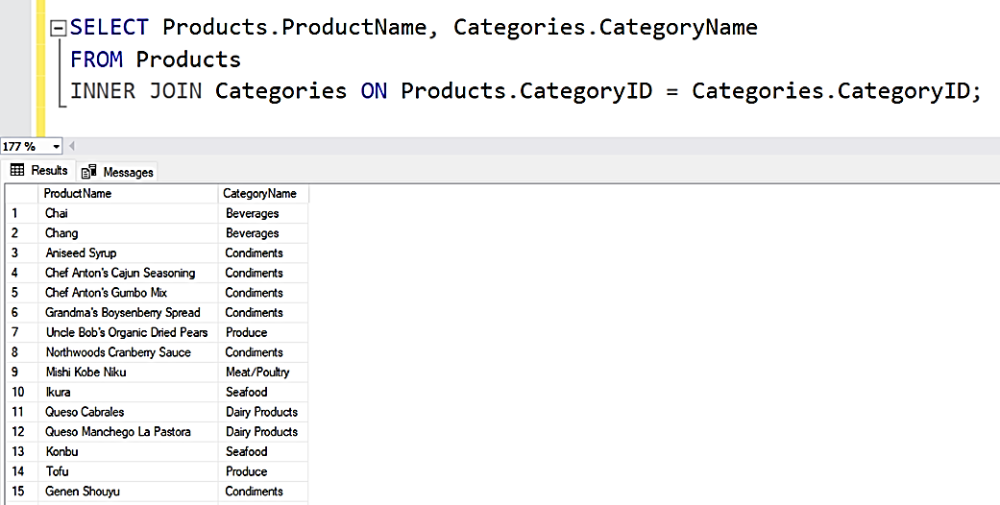 SELECT Products.ProductName, Categories.CategoryName
FROM Products
INNER JOIN Categories ON Products.CategoryID = Categories.CategoryID;
177 %
Results Messages
ProductName CategoryName
1 Chai Beverages
2 Chang Beverages
3 Aniseed Syrup Condiments
4 Chef Anton's Cajun Seasoning Condiments
5 Chef Anton's Gumbo Mix Condiments
6 Grandma's Boysenberry Spread Condiments
7 Uncle Bob's Organic Dried Pears Produce
8 Northwoods Cranberry Sauce Condiments
9 Mishi Kobe Niku Meat/Poultry
10 Ikura Seafood
11 Queso Cabrales Dairy Products
12 Queso Manchego La Pastora Dairy Products
13 Konbu Seafood
14 Tofu Produce
15 Genen Shouyu Condiments